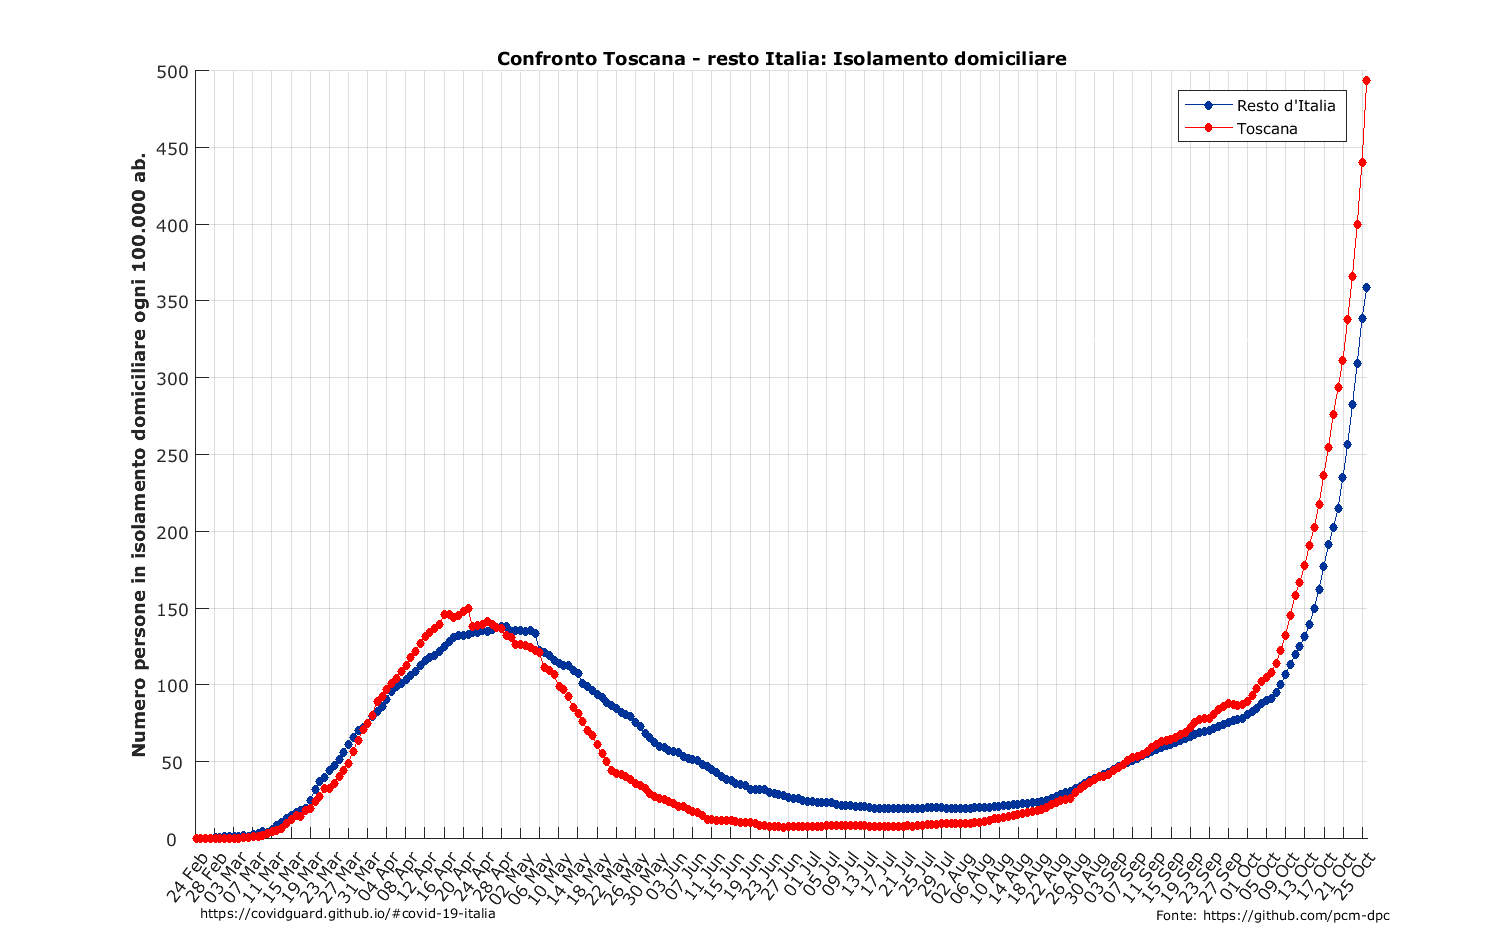 Confronto Toscana - resto Italia: Isolamento domiciliare
Numero persone in isolamento domiciliare ogni 100.000 ab.
500
450
400
350
300
250
200
150
100
50
0
Resto d'Italia
Toscana
24 Feb
28 Feb
03 Mar
07 Mar
11 Mar
15 Mar
19 Mar
23 Mar
27 Mar
31 Mar
04 Apr
08 Apr
12 Apr
16 Apr
20 Apr
24 Apr
28 Apr
02 May
06 May
10 May
14 May
18 May
22 May
26 May
30 May
03 Jun
07 Jun
11 Jun
15 Jun
19 Jun
23 Jun
27 Jun
01 Jul
05 Jul
09 Jul
13 Jul
17 Jul
21 Jul
25 Jul
29 Jul
02 Aug
06 Aug
10 Aug
14 Aug
18 Aug
22 Aug
26 Aug
30 Aug
03 Sep
07 Sep
11 Sep
15 Sep
19 Sep
23 Sep
27 Sep
01 Oct
05 Oct
09 Oct
13 Oct
17 Oct
21 Oct
25 Oct
https://covidguard.github.io/#covid-19-italia
Fonte: https://github.com/pcm-dpc